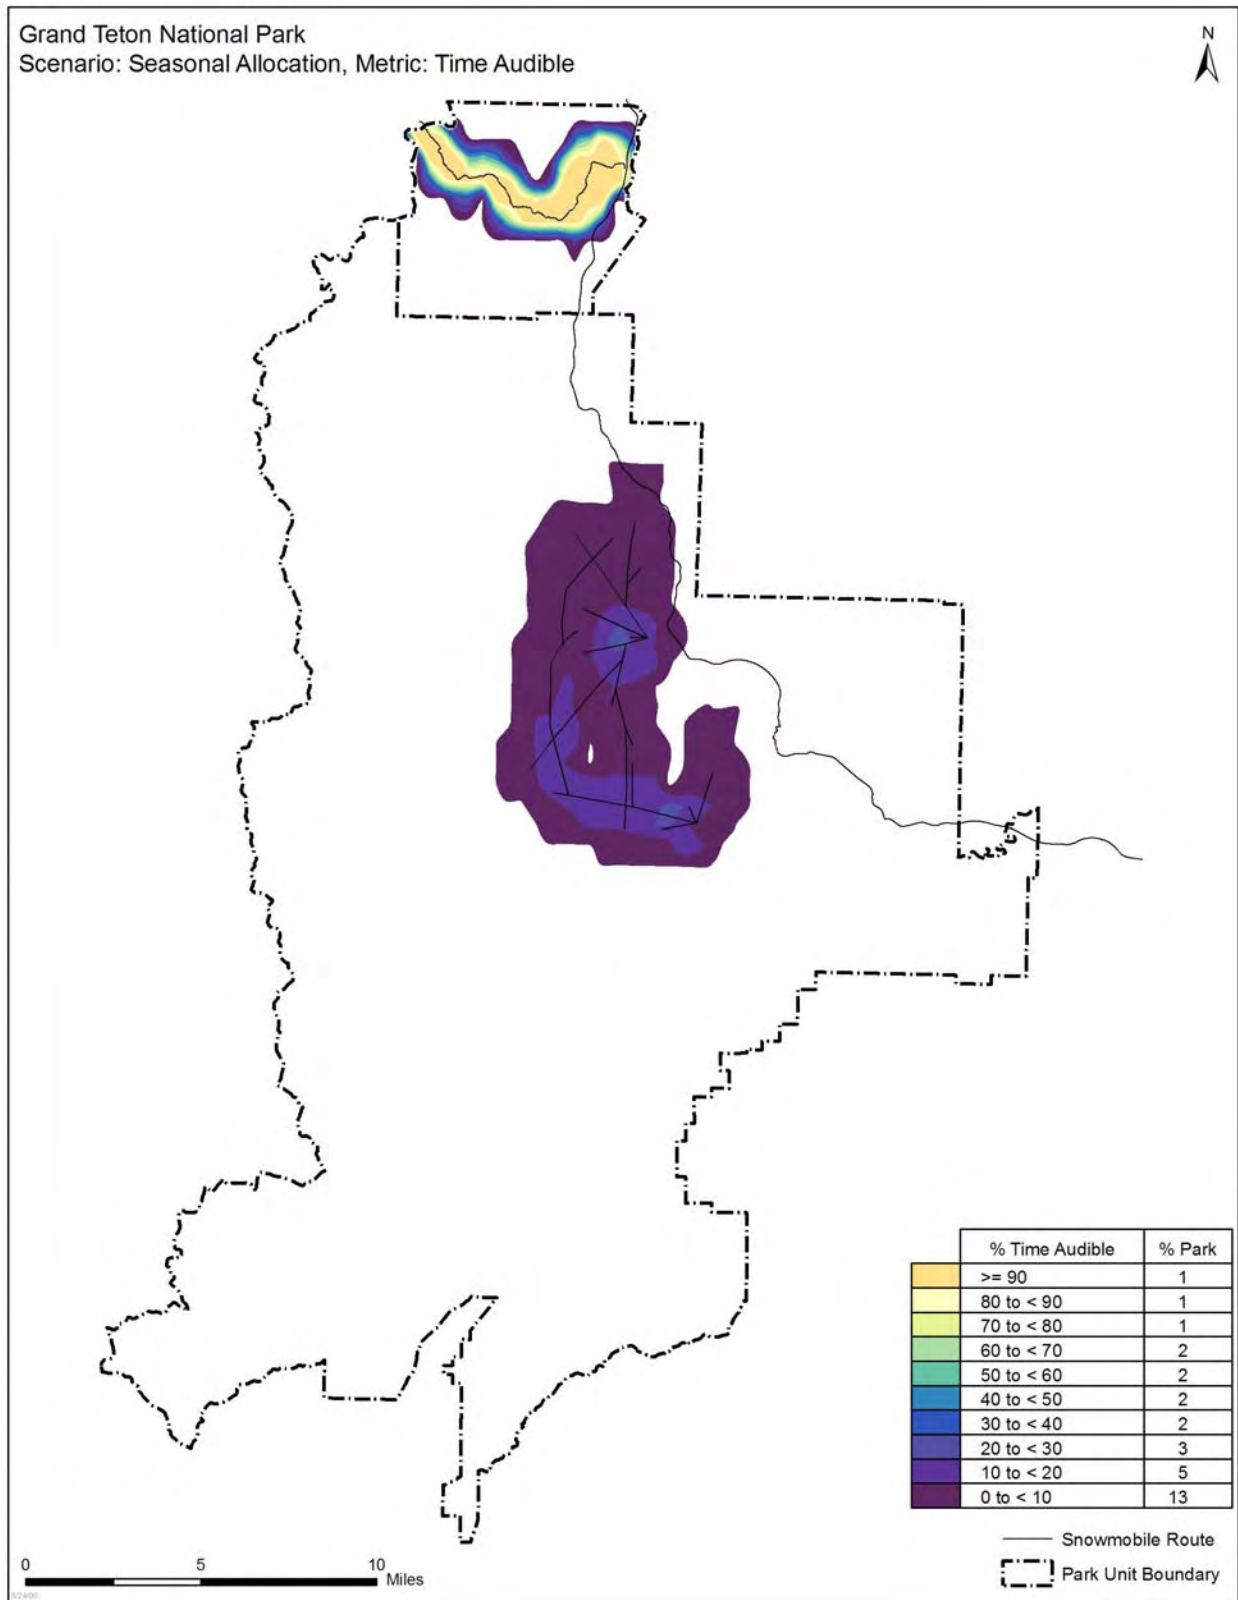 Grand Teton National Park
Scenario: Seasonal Allocation, Metric: Time Audible
N
% Time Audible % Park
>= 90 1
80 to < 90 1
70 to < 80 1
60 to < 70 2
50 to < 60 2
40 to < 50 2
30 to < 40 2
20 to < 30 3
10 to < 20 5
0 to < 10 13
Snowmobile Route
Park Unit Boundary
0 5 10
Miles